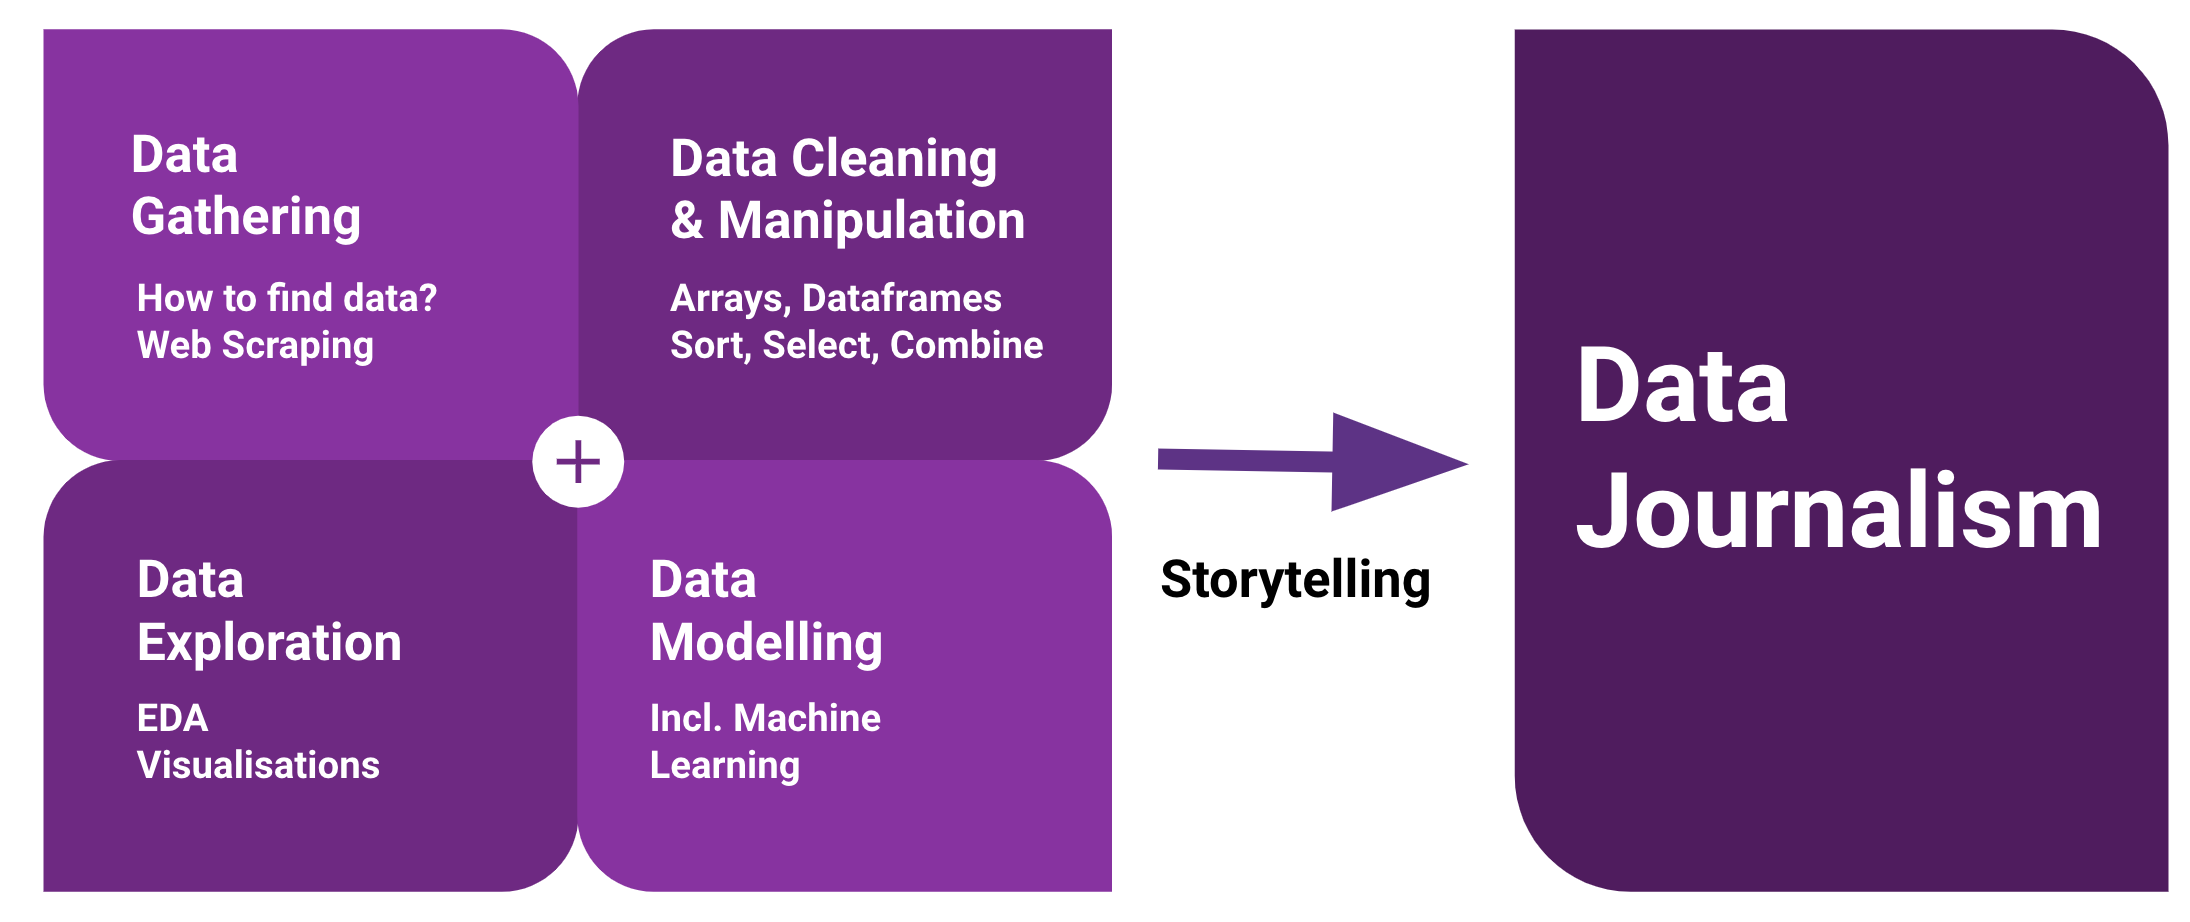 Data
Gathering
How to find data?
Web Scraping
Data Cleaning
& Manipulation
Arrays, Dataframes
Sort, Select, Combine
+
Data
Exploration
EDA
Visualisations
Data
Modelling
Incl. Machine
Learning
Storytelling
Data
Journalism